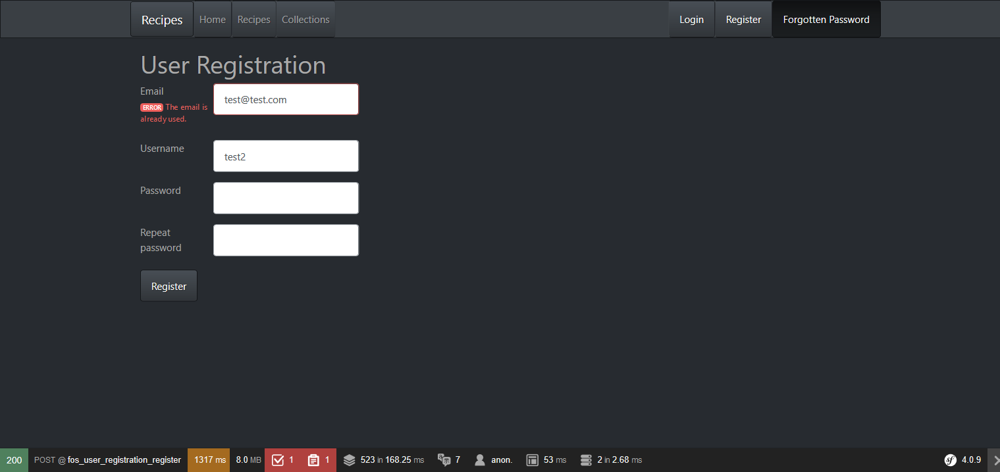 Recipes Home Recipes Collections Login Register Forgotten Password
User Registration
Email
test@test.com
ERROR The email is
already used.
Username
test2
Password
Repeat
password
Register
200 POST @ fos_user_registration_register 1317 ms 8.0 MB 1 1 523 in 168.25 ms 7 anon. 53 ms 2 in 2.68 ms sf 4.0.9